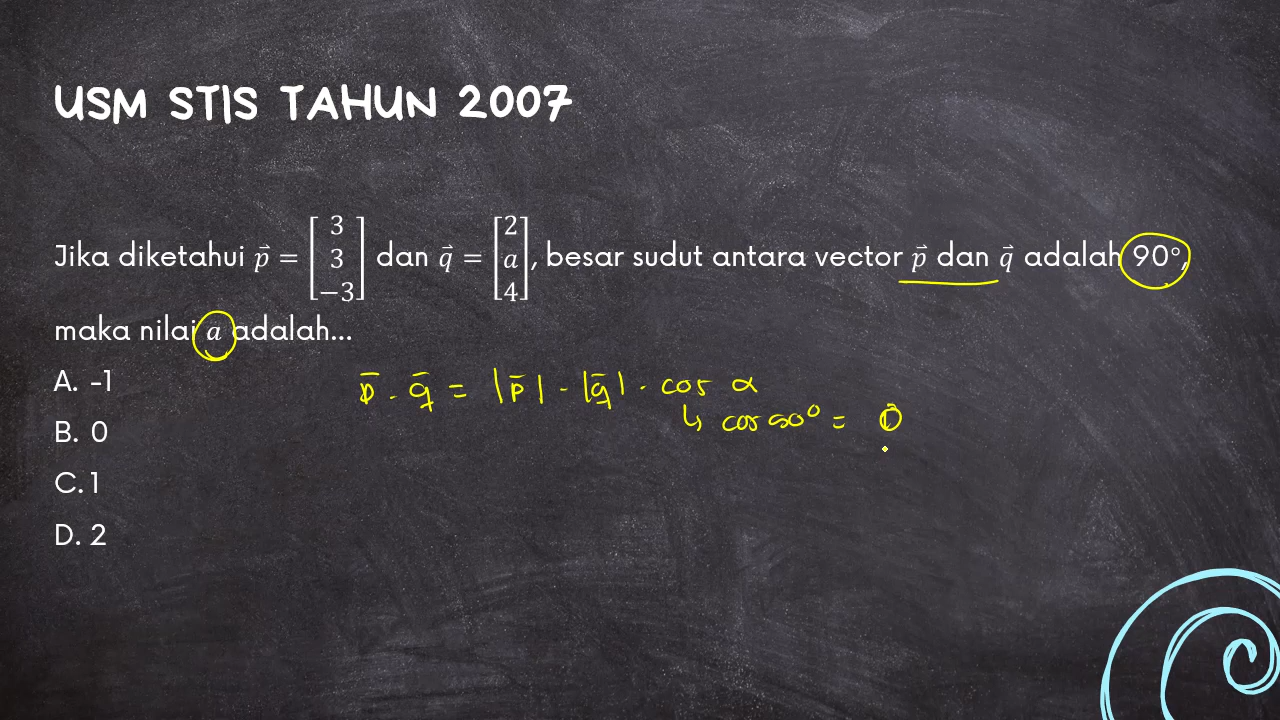 USM STIS TAHUN 2007
Jika diketahui p⃗ = [3 3 −3] dan q⃗ = [2 a 4], besar sudut antara vector p⃗ dan q⃗ adalah 90°,
maka nilai a adalah...
A. -1
B. 0
C. 1
D. 2
p̅ . q̅ = |p̅| . |q̅| . cos α
↳ cos 90° = 0